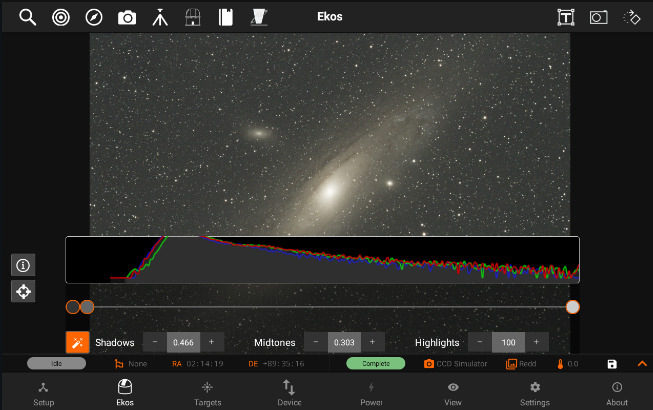 Ekos
T
Shadows − 0.466 + Midtones − 0.303 + Highlights − 100 +
Idle None RA 02:14:19 DE +89:35:16 Complete CCD Simulator Redd 0.0
Setup Ekos Targets Device Power View Settings About